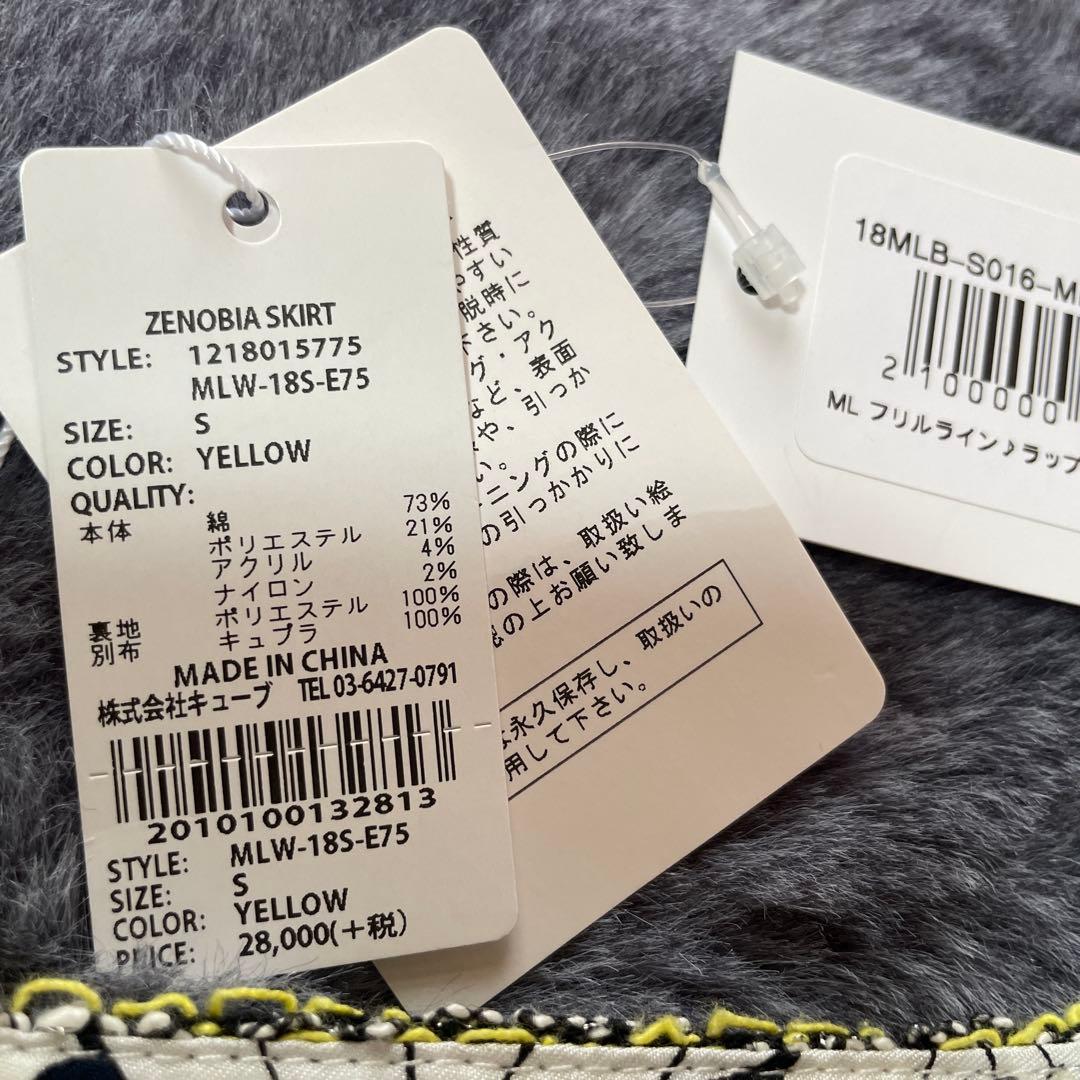 ZENOBIA SKIRT
STYLE: 1218015775
MLW-18S-E75
SIZE: S
COLOR: YELLOW
QUALITY:
本体 綿 73%
ポリエステル 21%
アクリル 4%
ナイロン 2%
裏地 ポリエステル 100%
別布 キュプラ 100%
MADE IN CHINA
株式会社キューブ TEL 03-6427-0791
2010100132813
STYLE: MLW-18S-E75
SIZE: S
COLOR: YELLOW
PRICE: 28,000(+税)
性質
すい
脱時に
さい。
グ・アク
など、表面
や、引っか
い。
ニングの際に
の引っかかりに
の際は、取扱い絵
の上お願い致しま
永久保存し、取扱いの
用して下さい。
18MLB-S016-M
2 100000
ML フリルライン♪ラップ